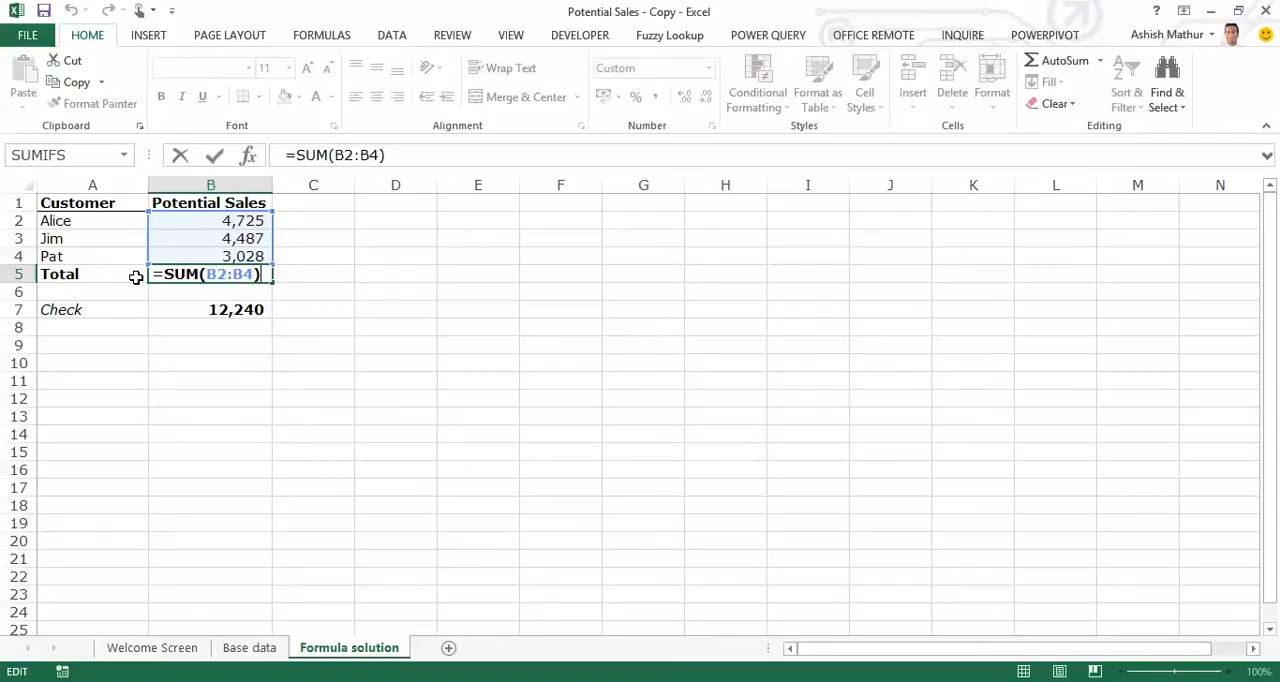 Potential Sales - Copy - Excel
?
FILE HOME INSERT PAGE LAYOUT FORMULAS DATA REVIEW VIEW DEVELOPER Fuzzy Lookup POWER QUERY OFFICE REMOTE INQUIRE POWERPIVOT Ashish Mathur
Paste
Cut
Copy
Format Painter
Clipboard
11
B I U
Font
Wrap Text
Merge & Center
Alignment
Custom
%
Number
Conditional Formatting
Format as Table
Cell Styles
Styles
Insert
Delete
Format
Cells
AutoSum
Fill
Clear
Sort & Filter
Find & Select
Editing
SUMIFS fx =SUM(B2:B4)
A B C D E F G H I J K L M N
1 Customer Potential Sales
2 Alice 4,725
3 Jim 4,487
4 Pat 3,028
5 Total =SUM(B2:B4)
6
7 Check 12,240
8
9
10
11
12
13
14
15
16
17
18
19
20
21
22
23
24
25
Welcome Screen Base data Formula solution
EDIT 100%